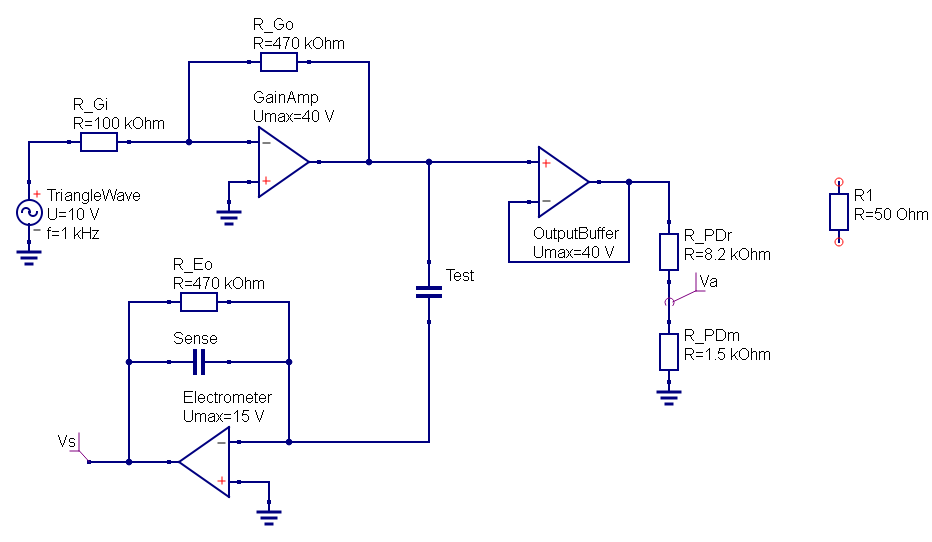 R_Go
R=470 kOhm
R_Gi
R=100 kOhm
GainAmp
Umax=40 V
−
+
+
TriangleWave
U=10 V
f=1 kHz
−
+
−
OutputBuffer
Umax=40 V
R_PDr
R=8.2 kOhm
Va
R_PDm
R=1.5 kOhm
R1
R=50 Ohm
R_Eo
R=470 kOhm
Test
Sense
Electrometer
Umax=15 V
Vs
−
+